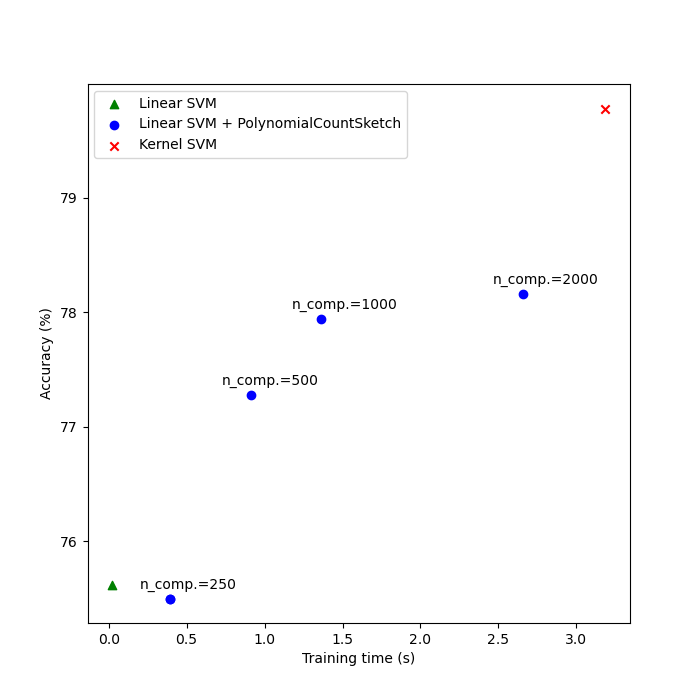 Linear SVM
Linear SVM + PolynomialCountSketch
Kernel SVM
79
n_comp.=2000
n_comp.=1000
78
Accuracy (%)
n_comp.=500
77
76
n_comp.=250
0.0 0.5 1.0 1.5 2.0 2.5 3.0
Training time (s)